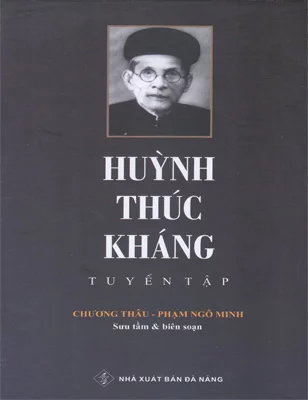 HUỲNH
THÚC
KHÁNG
TUYỂN TẬP
CHƯƠNG THÂU - PHẠM NGÔ MINH
Sưu tầm & biên soạn
NHÀ XUẤT BẢN ĐÀ NẴNG